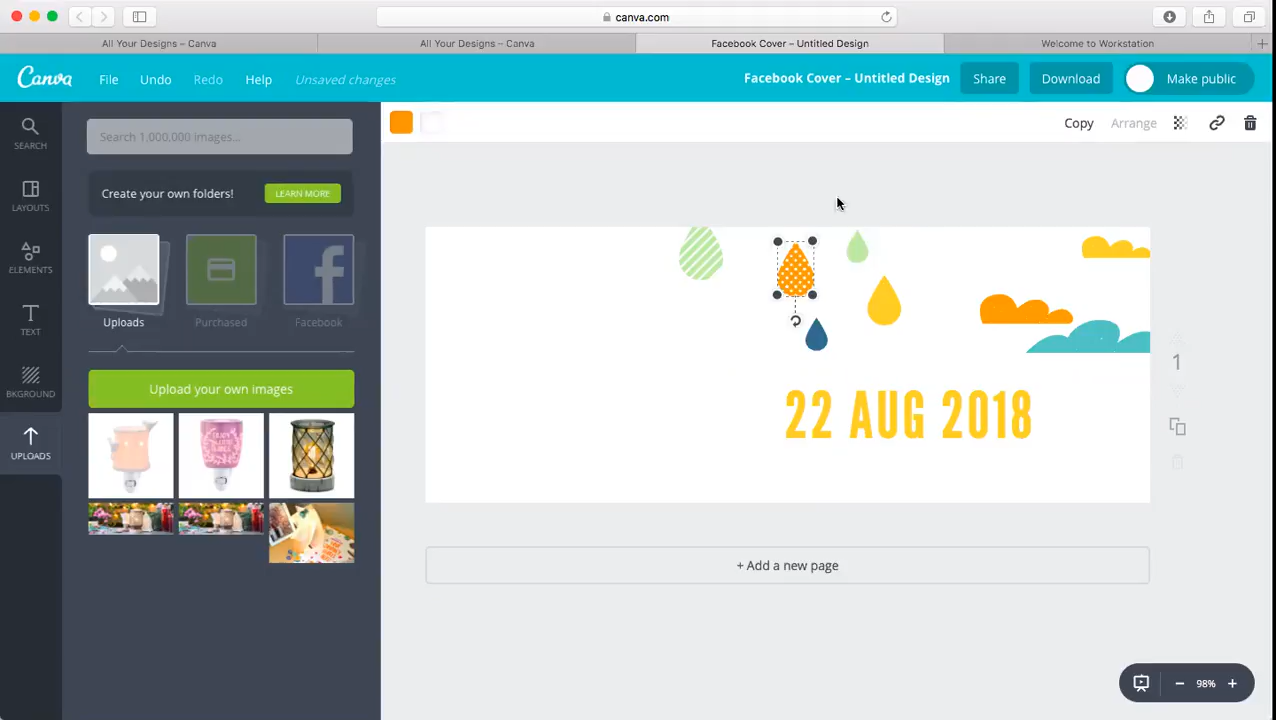 canva.com
All Your Designs – Canva
All Your Designs – Canva
Facebook Cover – Untitled Design
Welcome to Workstation
Canva
File
Undo
Redo
Help
Unsaved changes
Facebook Cover – Untitled Design
Share
Download
Make public
SEARCH
LAYOUTS
ELEMENTS
TEXT
BKGROUND
UPLOADS
Search 1,000,000 images...
Create your own folders!
LEARN MORE
Uploads
Purchased
Facebook
Upload your own images
Copy
Arrange
22 AUG 2018
1
+ Add a new page
98%